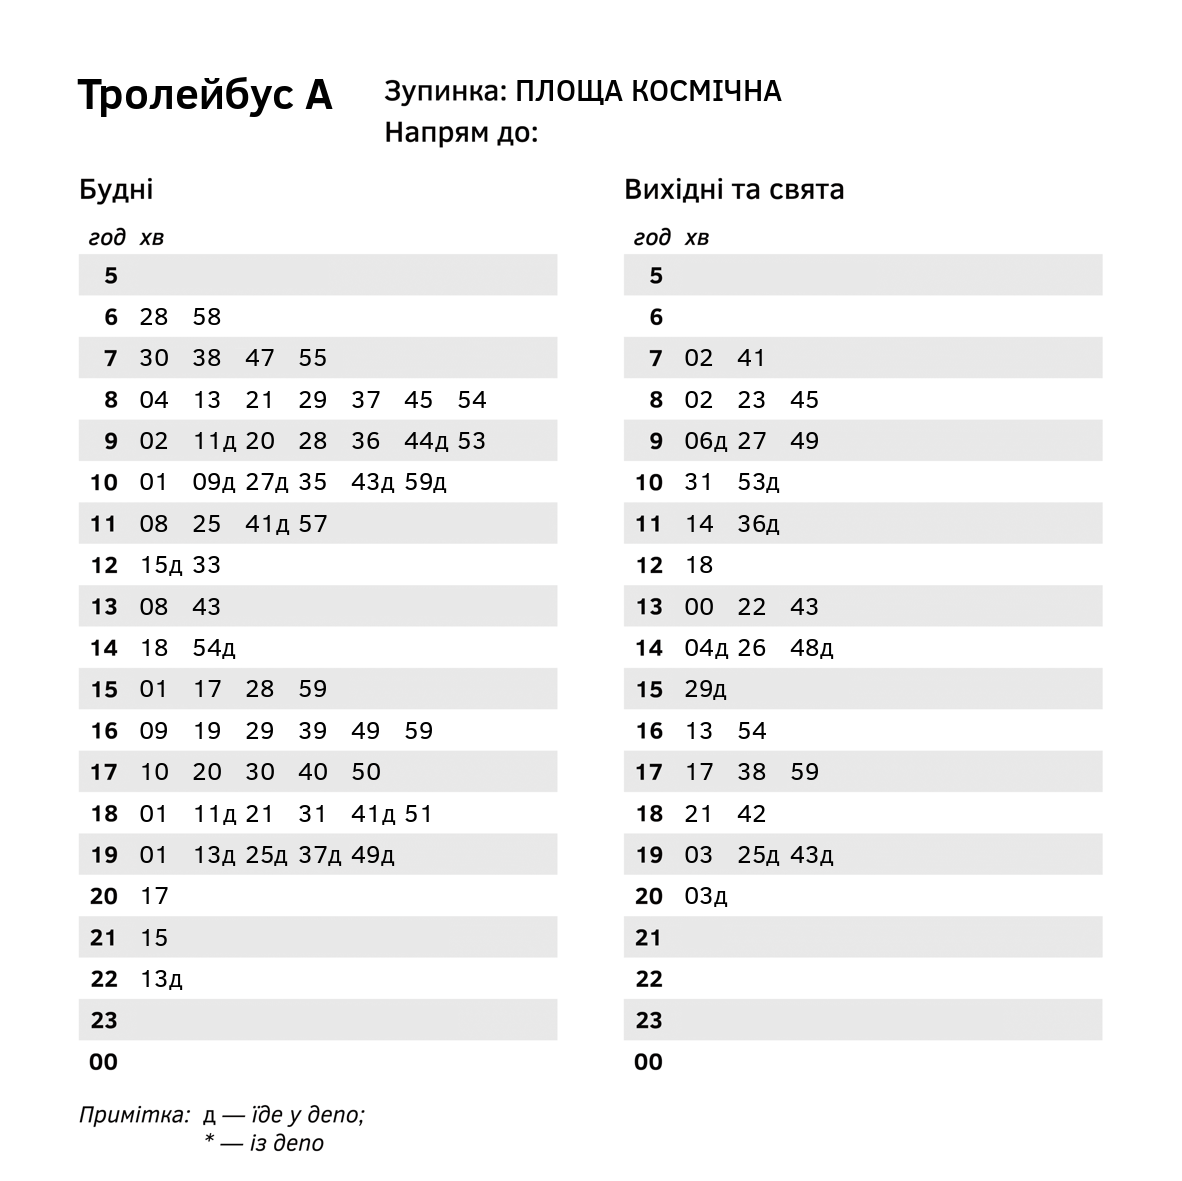 Тролейбус А
Зупинка: ПЛОЩА КОСМІЧНА
Напрям до:
Будні
год хв
5
6 28 58
7 30 38 47 55
8 04 13 21 29 37 45 54
9 02 11д 20 28 36 44д 53
10 01 09д 27д 35 43д 59д
11 08 25 41д 57
12 15д 33
13 08 43
14 18 54д
15 01 17 28 59
16 09 19 29 39 49 59
17 10 20 30 40 50
18 01 11д 21 31 41д 51
19 01 13д 25д 37д 49д
20 17
21 15
22 13д
23
00
Вихідні та свята
год хв
5
6
7 02 41
8 02 23 45
9 06д 27 49
10 31 53д
11 14 36д
12 18
13 00 22 43
14 04д 26 48д
15 29д
16 13 54
17 17 38 59
18 21 42
19 03 25д 43д
20 03д
21
22
23
00
Примітка: д — їде у депо;
* — із депо